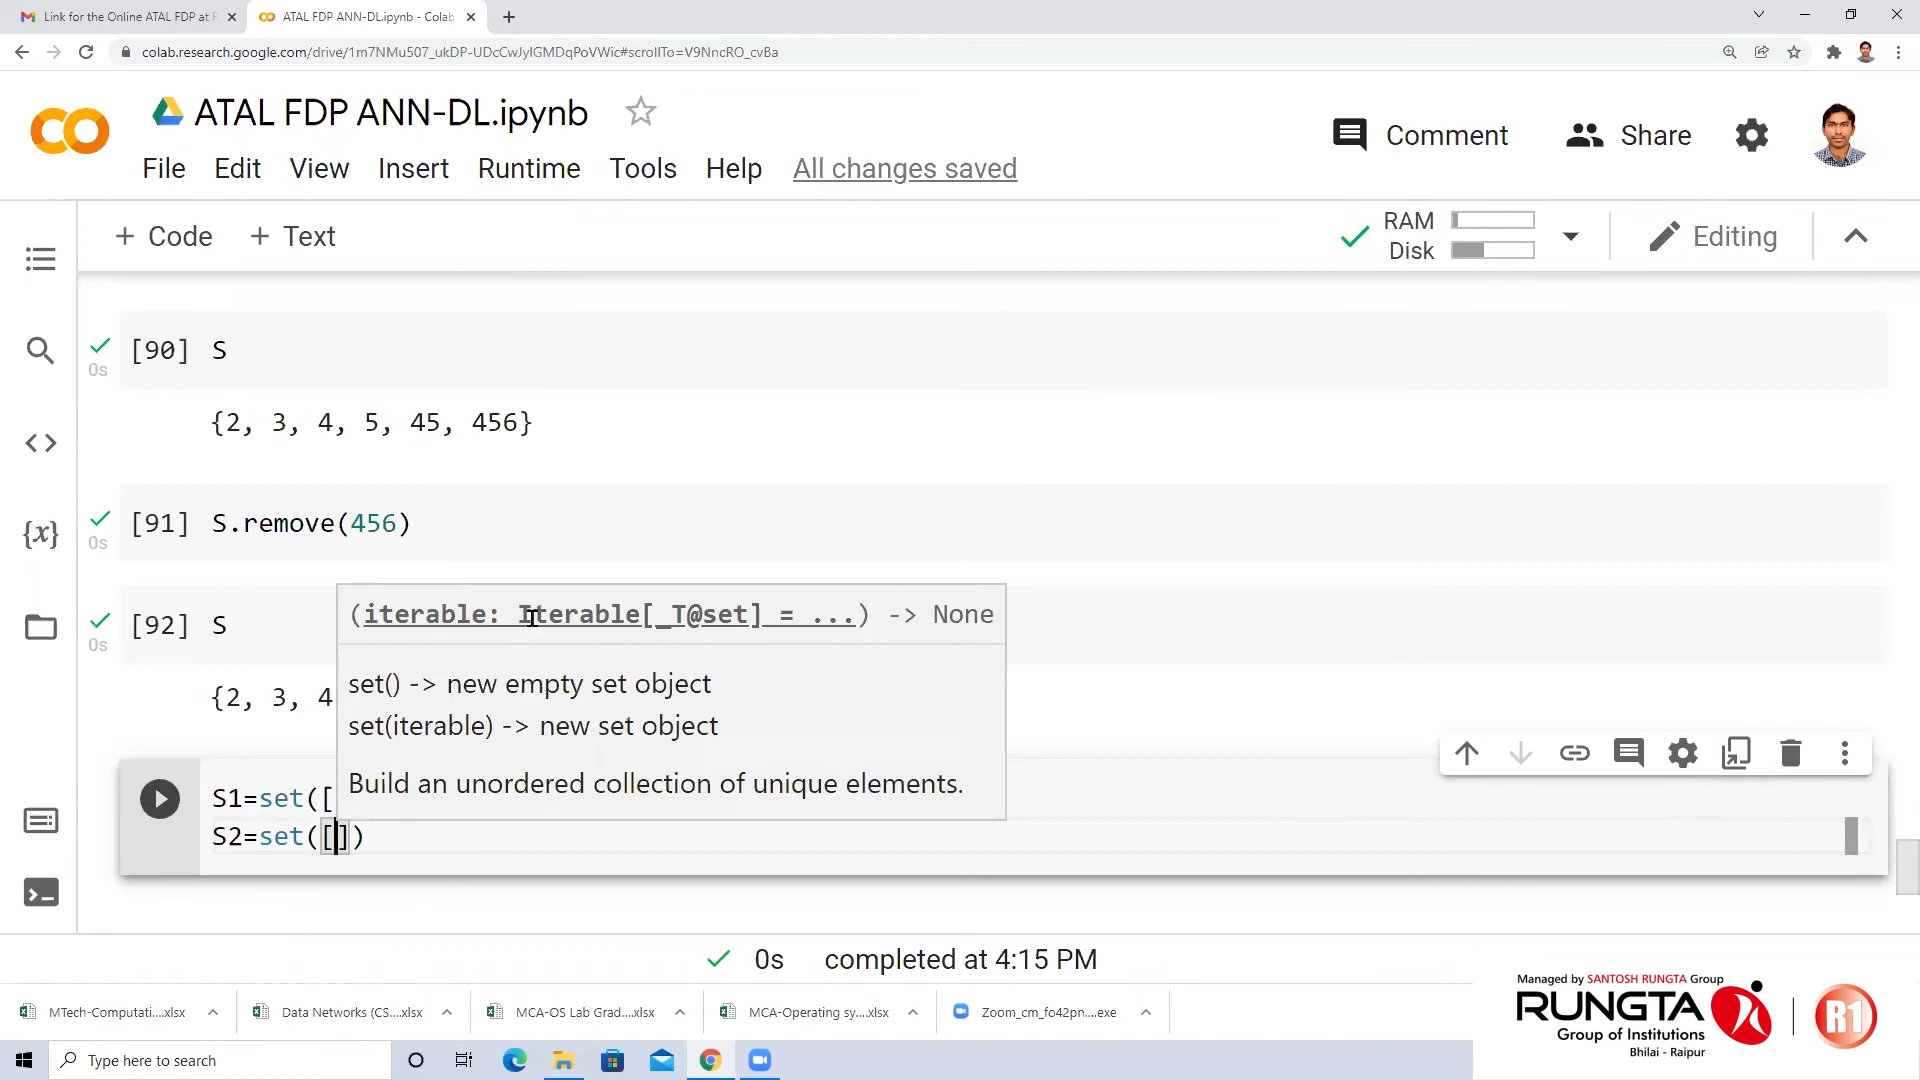 Link for the Online ATAL FDP at R
ATAL FDP ANN-DL.ipynb - Colab
colab.research.google.com/drive/1m7NMu507_ukDP-UDcCwJyIGMDqPoVWic#scrollTo=V9NncRO_cvBa
ATAL FDP ANN-DL.ipynb
Comment
Share
File Edit View Insert Runtime Tools Help All changes saved
+ Code + Text
RAM
Disk
Editing
[90] S
0s
{2, 3, 4, 5, 45, 456}
[91] S.remove(456)
0s
(iterable: Iterable[_T@set] = ...) -> None
[92] S
0s
set() -> new empty set object
{2, 3, 4
set(iterable) -> new set object
Build an unordered collection of unique elements.
S1=set([
S2=set([])
0s completed at 4:15 PM
Managed by SANTOSH RUNGTA Group
RUNGTA
Group of Institutions
Bhilai - Raipur
R1
MTech-Computati....xlsx
Data Networks (CS....xlsx
MCA-OS Lab Grad....xlsx
MCA-Operating sy....xlsx
Zoom_cm_fo42pn....exe
Type here to search